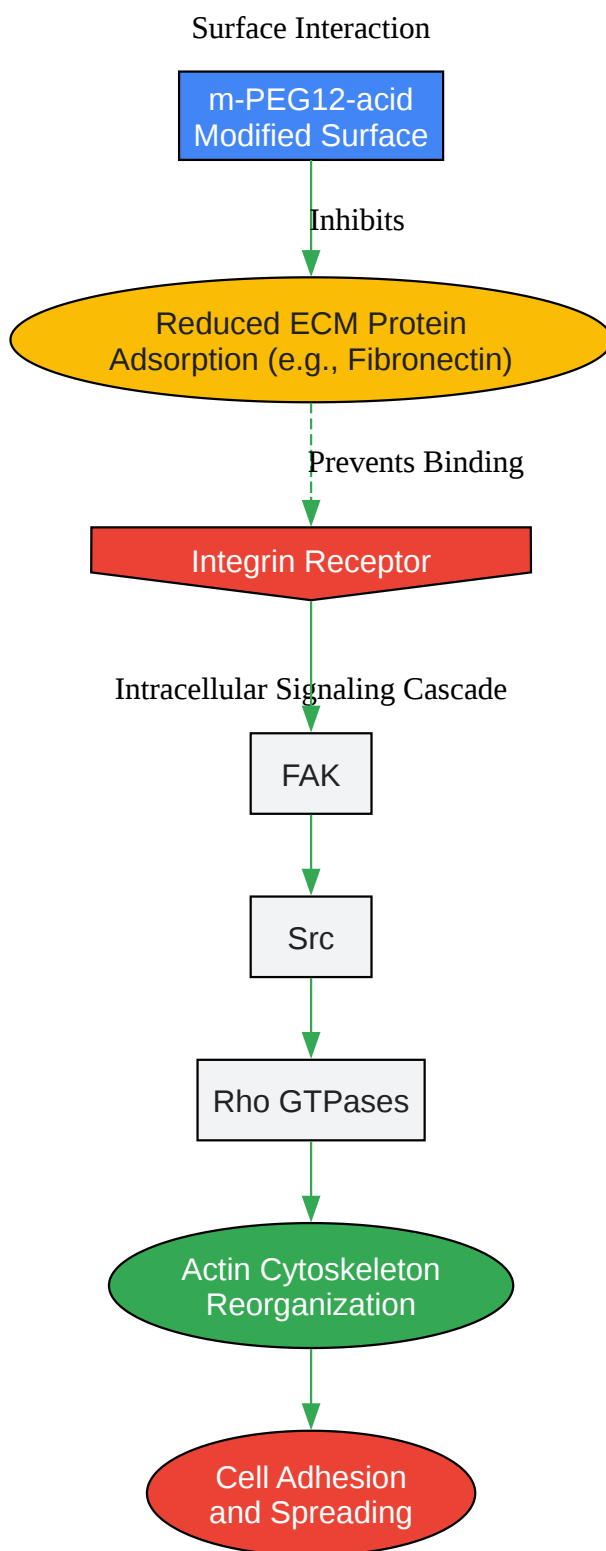 Surface Interaction
m-PEG12-acid
Modified Surface
Inhibits
Reduced ECM Protein
Adsorption (e.g., Fibronectin)
Prevents Binding
Integrin Receptor
Intracellular Signaling Cascade
FAK
Src
Rho GTPases
Actin Cytoskeleton
Reorganization
Cell Adhesion
and Spreading